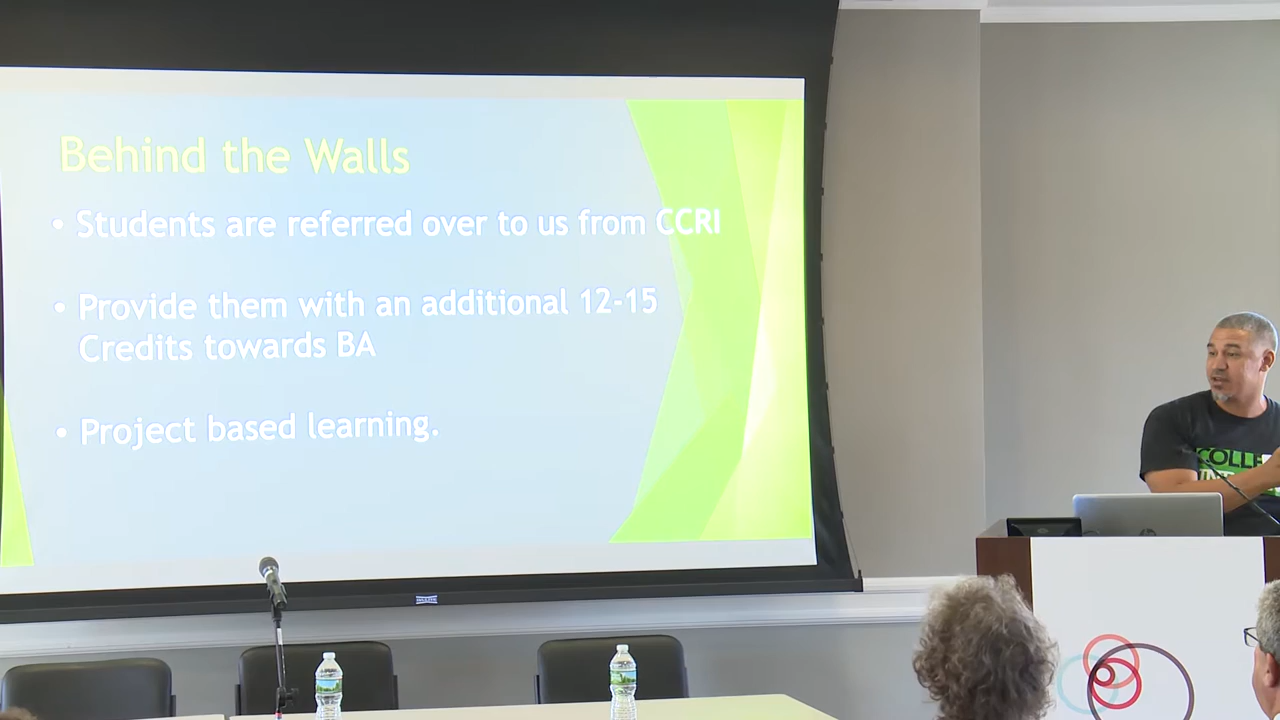 Behind the Walls
• Students are referred over to us from CCRI
• Provide them with an additional 12-15
Credits towards BA
• Project based learning.
COLLE